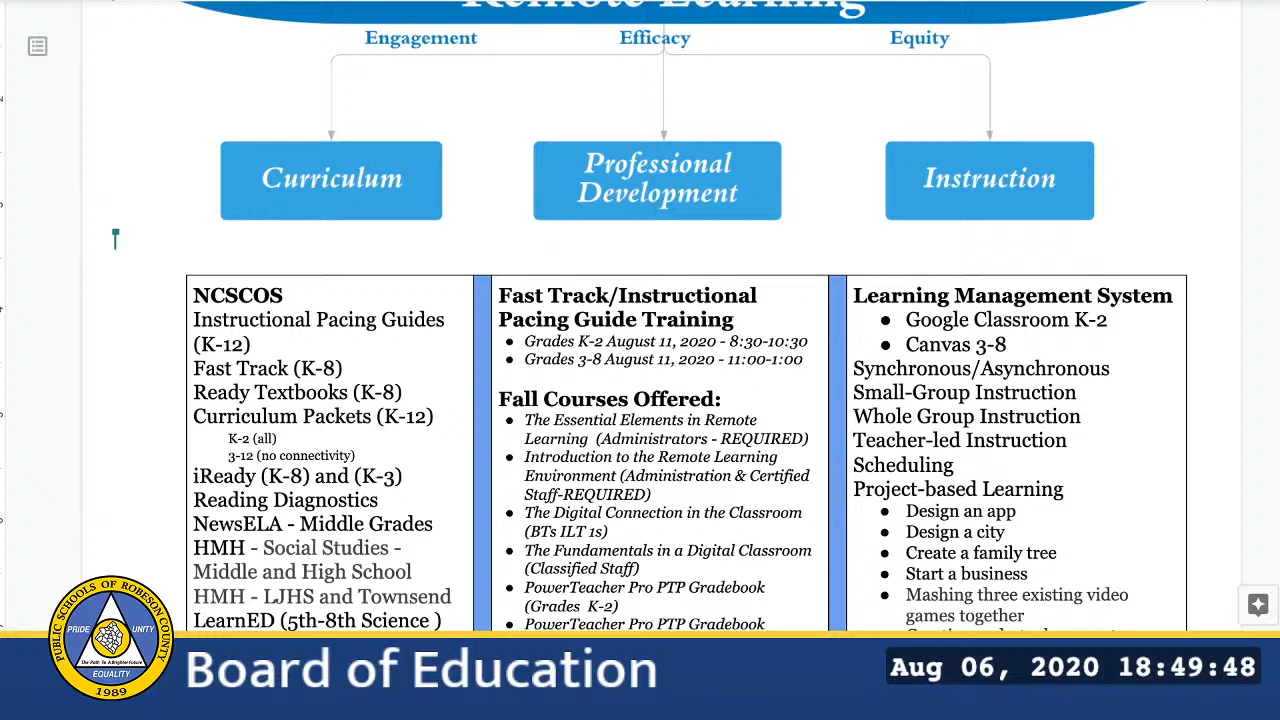 Remote Learning
Engagement
Efficacy
Equity
Curriculum
Professional
Development
Instruction
NCSCOS
Instructional Pacing Guides
(K-12)
Fast Track (K-8)
Ready Textbooks (K-8)
Curriculum Packets (K-12)
K-2 (all)
3-12 (no connectivity)
iReady (K-8) and (K-3)
Reading Diagnostics
NewsELA - Middle Grades
HMH - Social Studies -
Middle and High School
HMH - LJHS and Townsend
LearnED (5th-8th Science )
Fast Track/Instructional
Pacing Guide Training
● Grades K-2 August 11, 2020 - 8:30-10:30
● Grades 3-8 August 11, 2020 - 11:00-1:00
Fall Courses Offered:
● The Essential Elements in Remote
Learning (Administrators - REQUIRED)
● Introduction to the Remote Learning
Environment (Administration & Certified
Staff-REQUIRED)
● The Digital Connection in the Classroom
(BTs ILT 1s)
● The Fundamentals in a Digital Classroom
(Classified Staff)
● PowerTeacher Pro PTP Gradebook
(Grades K-2)
● PowerTeacher Pro PTP Gradebook
Learning Management System
● Google Classroom K-2
● Canvas 3-8
Synchronous/Asynchronous
Small-Group Instruction
Whole Group Instruction
Teacher-led Instruction
Scheduling
Project-based Learning
● Design an app
● Design a city
● Create a family tree
● Start a business
● Mashing three existing video
games together
PUBLIC SCHOOLS OF ROBESON COUNTY
PRIDE
UNITY
The Path To A Brighter Future
EQUALITY
1989
Board of Education
Aug 06, 2020 18:49:48